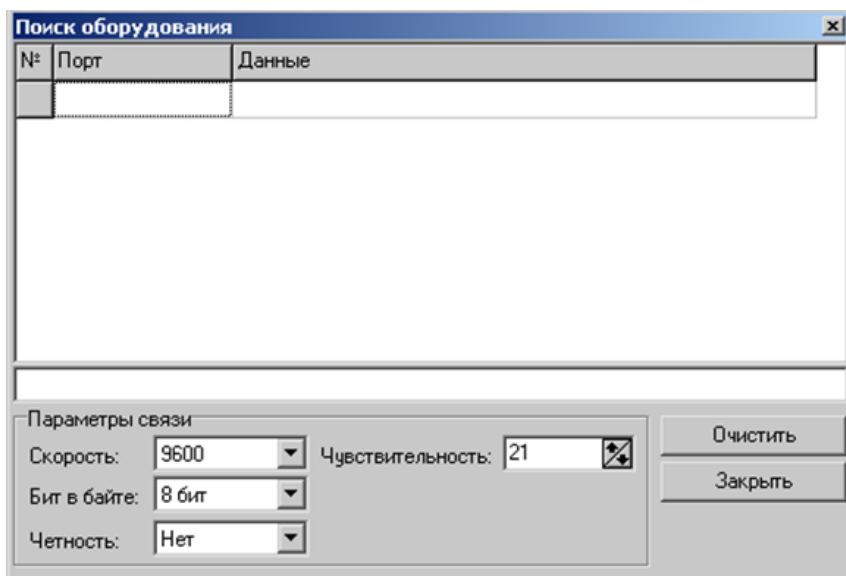 Поиск оборудования
№ Порт Данные
Параметры связи
Скорость: 9600 Чувствительность: 21
Бит в байте: 8 бит
Четность: Нет
Очистить
Закрыть